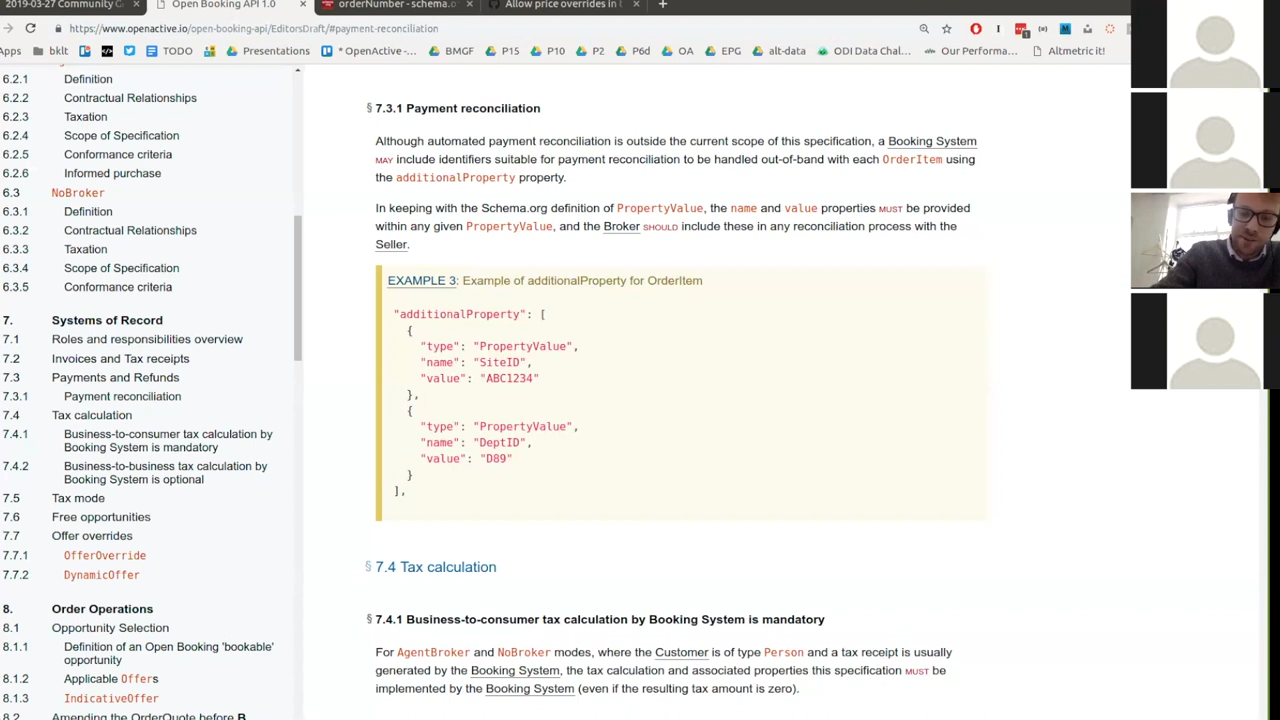 2019-03-27 Community G
Open Booking API 1.0
orderNumber - schema.o
Allow price overrides in t
https://www.openactive.io/open-booking-api/EditorsDraft/#payment-reconciliation
Apps
bklt
TODO
Presentations
* OpenActive -...
BMGF
P15
P10
P2
P6d
OA
EPG
alt-data
ODI Data Chal...
Our Performa...
Altmetric it!
6.2.1 Definition
6.2.2 Contractual Relationships
6.2.3 Taxation
6.2.4 Scope of Specification
6.2.5 Conformance criteria
6.2.6 Informed purchase
6.3 NoBroker
6.3.1 Definition
6.3.2 Contractual Relationships
6.3.3 Taxation
6.3.4 Scope of Specification
6.3.5 Conformance criteria
7. Systems of Record
7.1 Roles and responsibilities overview
7.2 Invoices and Tax receipts
7.3 Payments and Refunds
7.3.1 Payment reconciliation
7.4 Tax calculation
7.4.1 Business-to-consumer tax calculation by
Booking System is mandatory
7.4.2 Business-to-business tax calculation by
Booking System is optional
7.5 Tax mode
7.6 Free opportunities
7.7 Offer overrides
7.7.1 OfferOverride
7.7.2 DynamicOffer
8. Order Operations
8.1 Opportunity Selection
8.1.1 Definition of an Open Booking 'bookable'
opportunity
8.1.2 Applicable Offers
8.1.3 IndicativeOffer
8.2 Amending the OrderQuote before B
§ 7.3.1 Payment reconciliation
Although automated payment reconciliation is outside the current scope of this specification, a Booking System
MAY include identifiers suitable for payment reconciliation to be handled out-of-band with each OrderItem using
the additionalProperty property.
In keeping with the Schema.org definition of PropertyValue, the name and value properties MUST be provided
within any given PropertyValue, and the Broker SHOULD include these in any reconciliation process with the
Seller.
EXAMPLE 3: Example of additionalProperty for OrderItem
"additionalProperty": [
{
"type": "PropertyValue",
"name": "SiteID",
"value": "ABC1234"
},
{
"type": "PropertyValue",
"name": "DeptID",
"value": "D89"
}
],
§ 7.4 Tax calculation
§ 7.4.1 Business-to-consumer tax calculation by Booking System is mandatory
For AgentBroker and NoBroker modes, where the Customer is of type Person and a tax receipt is usually
generated by the Booking System, the tax calculation and associated properties this specification MUST be
implemented by the Booking System (even if the resulting tax amount is zero).